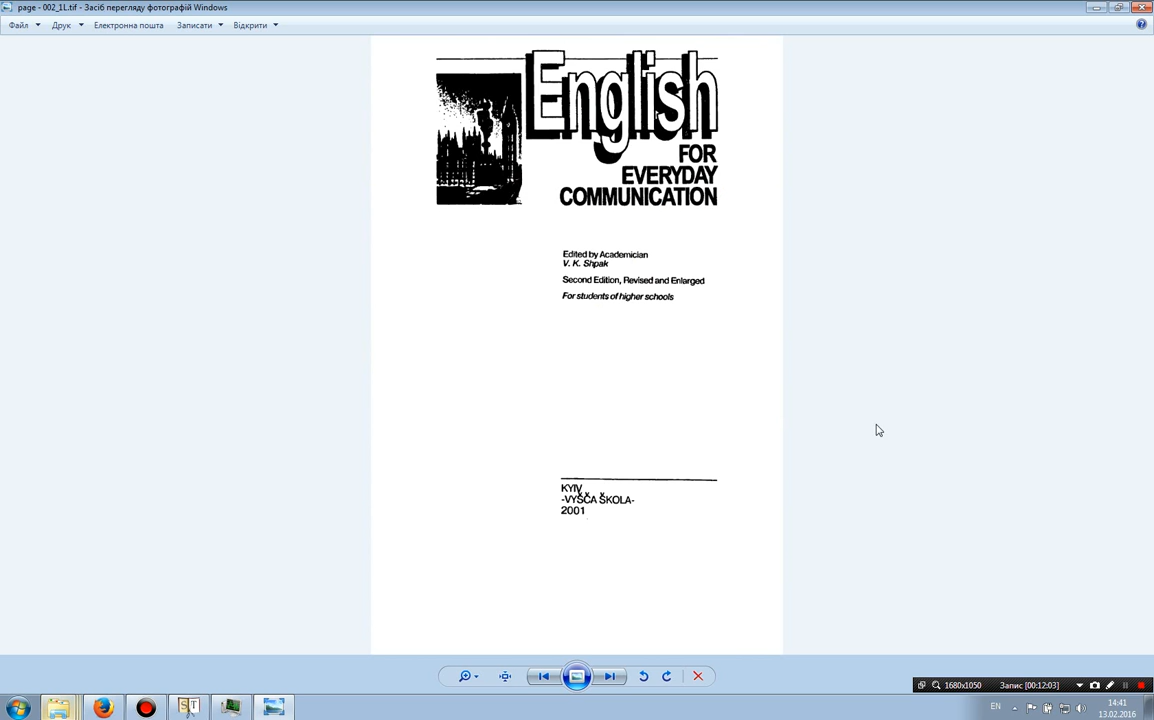 page - 002_1L.tif - Засіб перегляду фотографій Windows
Файл Друк Електронна пошта Записати Відкрити
English
FOR
EVERYDAY
COMMUNICATION
Edited by Academician
V. K. Shpak
Second Edition, Revised and Enlarged
For students of higher schools
KYIV
-VYŠČA ŠKOLA-
2001
1680x1050 Запис [00:12:03]
EN 14:41
13.02.2016